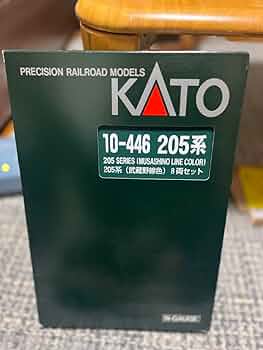 PRECISION RAILROAD MODELS
KATO
10-446 205系
205 SERIES (MUSASHINO LINE COLOR)
205系 (武蔵野線色) 8両セット
N-GAUGE